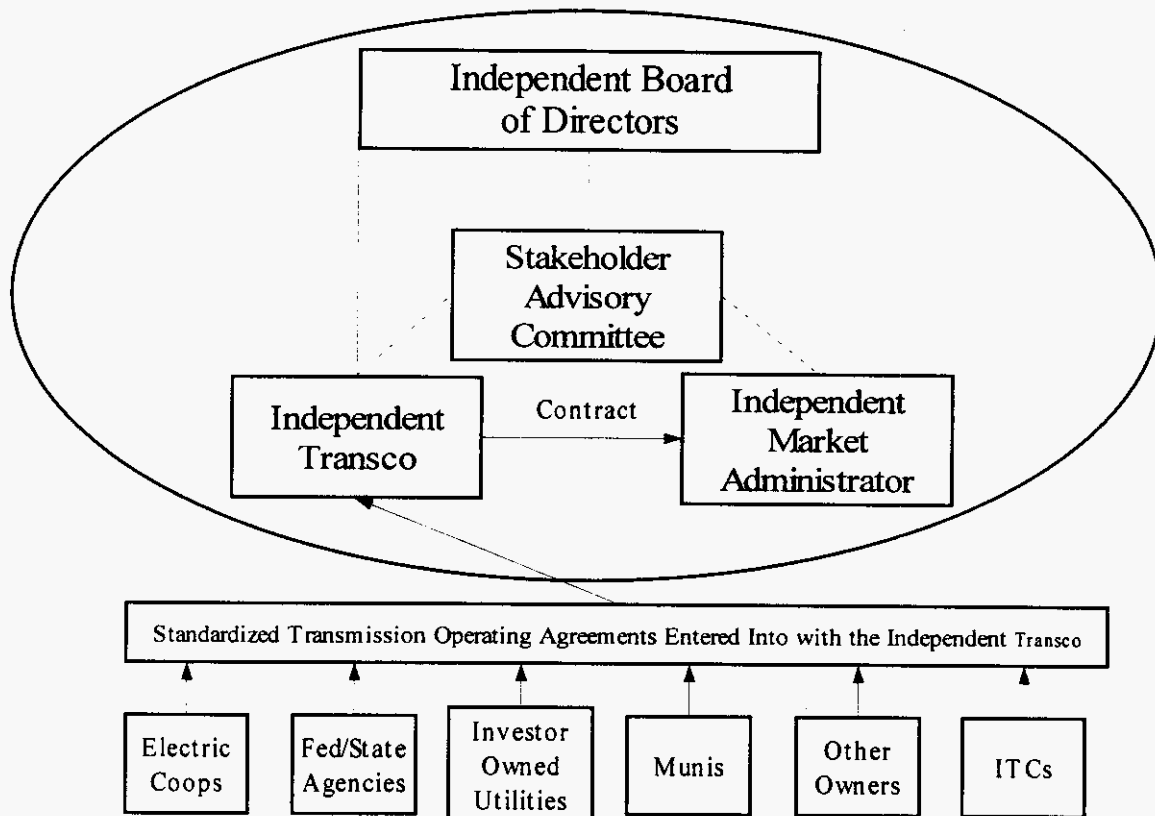 Independent Board
of Directors
Stakeholder
Advisory
Committee
Independent
Transco
Contract
Independent
Market
Administrator
Standardized Transmission Operating Agreements Entered Into with the Independent Transco
Electric
Coops
Fed/State
Agencies
Investor
Owned
Utilities
Munis
Other
Owners
ITCs